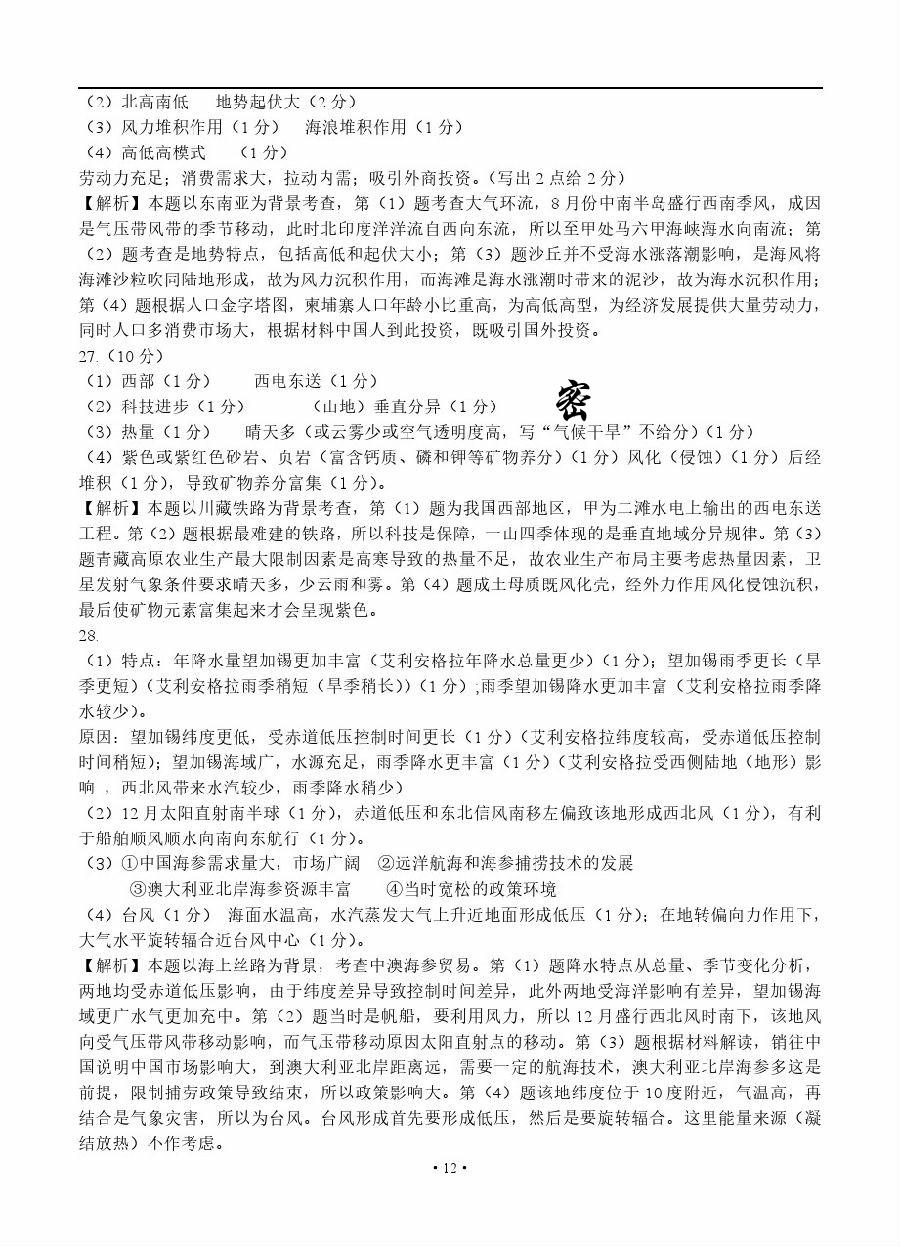 （2）北高南低 地势起伏大（2 分）
（3）风力堆积作用（1 分） 海浪堆积作用（1 分）
（4）高低高模式 （1 分）
劳动力充足；消费需求大，拉动内需；吸引外商投资。（写出 2 点给 2 分）
【解析】本题以东南亚为背景考查，第（1）题考查大气环流，8 月份中南半岛盛行西南季风，成因
是气压带风带的季节移动，此时北印度洋洋流自西向东流，所以至甲处马六甲海峡海水向南流；第
（2）题考查是地势特点，包括高低和起伏大小；第（3）题沙丘并不受海水涨落潮影响，是海风将
海滩沙粒吹向陆地形成，故为风力沉积作用，而海滩是海水涨潮时带来的泥沙，故为海水沉积作用；
第（4）题根据人口金字塔图，柬埔寨人口年龄小比重高，为高低高型，为经济发展提供大量劳动力，
同时人口多消费市场大，根据材料中国人到此投资，既吸引国外投资。
27.（10 分）
（1）西部（1 分） 西电东送（1 分）
（2）科技进步（1 分） （山地）垂直分异（1 分）
密
（3）热量（1 分） 晴天多（或云雾少或空气透明度高，写“气候干旱”不给分）（1 分）
（4）紫色或紫红色砂岩、页岩（富含钙质、磷和钾等矿物养分）（1 分）风化（侵蚀）（1 分）后经
堆积（1 分），导致矿物养分富集（1 分）。
【解析】本题以川藏铁路为背景考查，第（1）题为我国西部地区，甲为二滩水电上输出的西电东送
工程。第（2）题根据最难建的铁路，所以科技是保障，一山四季体现的是垂直地域分异规律。第（3）
题青藏高原农业生产最大限制因素是高寒导致的热量不足，故农业生产布局主要考虑热量因素，卫
星发射气象条件要求晴天多，少云雨和雾。第（4）题成土母质既风化壳，经外力作用风化侵蚀沉积，
最后使矿物元素富集起来才会呈现紫色。
28.
（1）特点：年降水量望加锡更加丰富（艾利安格拉年降水总量更少）（1 分）；望加锡雨季更长（旱
季更短）（艾利安格拉雨季稍短（旱季稍长））（1 分）;雨季望加锡降水更加丰富（艾利安格拉雨季降
水较少）。
原因：望加锡纬度更低，受赤道低压控制时间更长（1 分）（艾利安格拉纬度较高，受赤道低压控制
时间稍短）；望加锡海域广，水源充足，雨季降水更丰富（1 分）（艾利安格拉受西侧陆地（地形）影
响 ，西北风带来水汽较少，雨季降水稍少）
（2）12 月太阳直射南半球（1 分），赤道低压和东北信风南移左偏致该地形成西北风（1 分），有利
于船舶顺风顺水向南向东航行（1 分）。
（3）①中国海参需求量大，市场广阔 ②远洋航海和海参捕捞技术的发展
③澳大利亚北岸海参资源丰富 ④当时宽松的政策环境
（4）台风（1 分） 海面水温高，水汽蒸发大气上升近地面形成低压（1 分）；在地转偏向力作用下，
大气水平旋转辐合近台风中心（1 分）。
【解析】本题以海上丝路为背景，考查中澳海参贸易。第（1）题降水特点从总量、季节变化分析，
两地均受赤道低压影响，由于纬度差异导致控制时间差异，此外两地受海洋影响有差异，望加锡海
域更广水气更加充中。第（2）题当时是帆船，要利用风力，所以 12 月盛行西北风时南下，该地风
向受气压带风带移动影响，而气压带移动原因太阳直射点的移动。第（3）题根据材料解读，销往中
国说明中国市场影响大，到澳大利亚北岸距离远，需要一定的航海技术，澳大利亚北岸海参多这是
前提，限制捕捞政策导致结束，所以政策影响大。第（4）题该地纬度位于 10 度附近，气温高，再
结合是气象灾害，所以为台风。台风形成首先要形成低压，然后是要旋转辐合。这里能量来源（凝
结放热）不作考虑。
· 12 ·